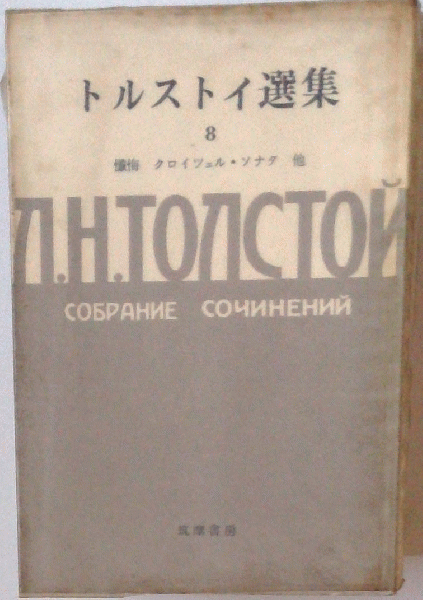 トルストイ選集
8
懺悔 クロイツェル・ソナタ 他
Л.Н.ТОЛСТОЙ
СОБРАНИЕ СОЧИНЕНИЙ
筑摩書房